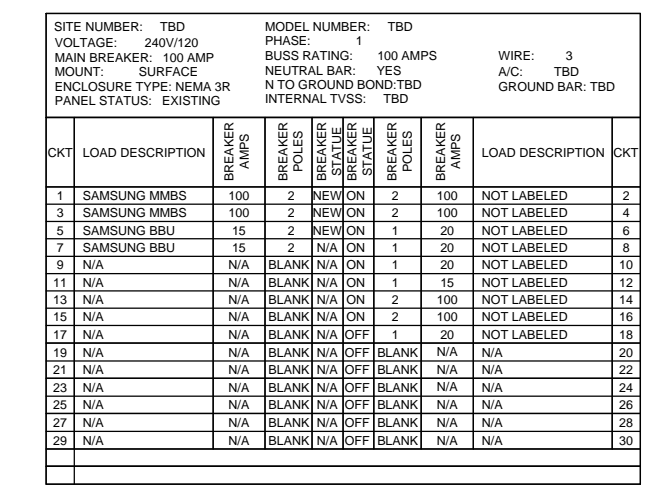 SITE NUMBER: TBD MODEL NUMBER: TBD
VOLTAGE: 240V/120 PHASE: 1
MAIN BREAKER: 100 AMP BUSS RATING: 100 AMPS WIRE: 3
MOUNT: SURFACE NEUTRAL BAR: YES A/C: TBD
ENCLOSURE TYPE: NEMA 3R N TO GROUND BOND:TBD GROUND BAR: TBD
PANEL STATUS: EXISTING INTERNAL TVSS: TBD
CKT LOAD DESCRIPTION BREAKER AMPS BREAKER POLES BREAKER STATUE BREAKER STATUE BREAKER POLES BREAKER AMPS LOAD DESCRIPTION CKT
1 SAMSUNG MMBS 100 2 NEW ON 2 100 NOT LABELED 2
3 SAMSUNG MMBS 100 2 NEW ON 2 100 NOT LABELED 4
5 SAMSUNG BBU 15 2 NEW ON 1 20 NOT LABELED 6
7 SAMSUNG BBU 15 2 N/A ON 1 20 NOT LABELED 8
9 N/A N/A BLANK N/A ON 1 20 NOT LABELED 10
11 N/A N/A BLANK N/A ON 1 15 NOT LABELED 12
13 N/A N/A BLANK N/A ON 2 100 NOT LABELED 14
15 N/A N/A BLANK N/A ON 2 100 NOT LABELED 16
17 N/A N/A BLANK N/A OFF 1 20 NOT LABELED 18
19 N/A N/A BLANK N/A OFF BLANK N/A N/A 20
21 N/A N/A BLANK N/A OFF BLANK N/A N/A 22
23 N/A N/A BLANK N/A OFF BLANK N/A N/A 24
25 N/A N/A BLANK N/A OFF BLANK N/A N/A 26
27 N/A N/A BLANK N/A OFF BLANK N/A N/A 28
29 N/A N/A BLANK N/A OFF BLANK N/A N/A 30